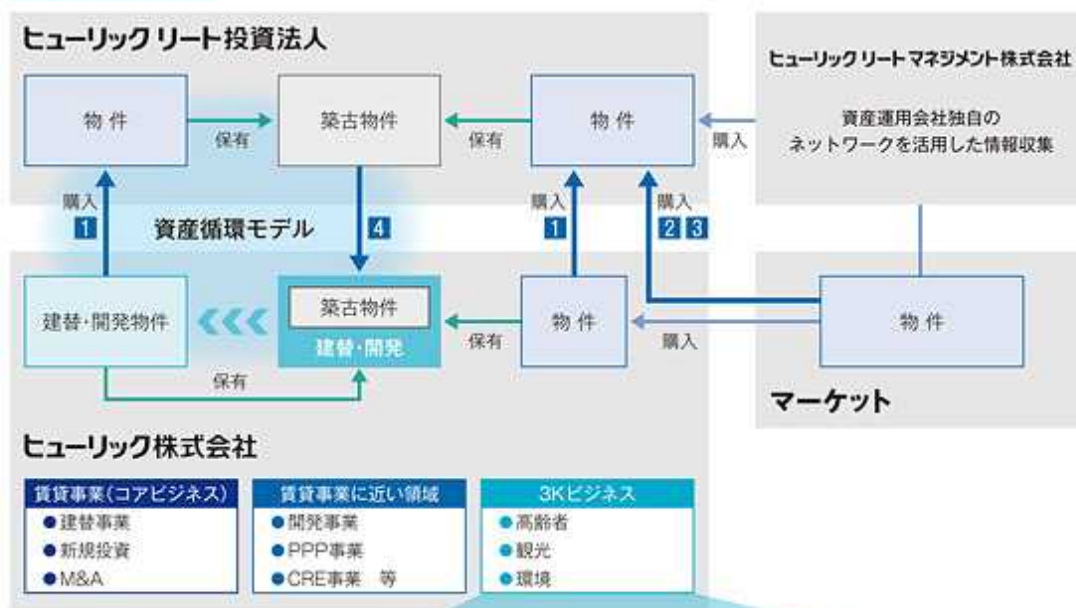 ヒューリック リート投資法人
物 件
保有
築古物件
保有
物 件
購入
ヒューリック リート マネジメント株式会社
資産運用会社独自の
ネットワークを活用した情報収集
購入
1
資産循環モデル
4
購入
1
購入
2 3
建替・開発物件
築古物件
建替・開発
保有
物 件
購入
物 件
保有
マーケット
ヒューリック株式会社
賃貸事業(コアビジネス)
●建替事業
●新規投資
●M&A
賃貸事業に近い領域
●開発事業
●PPP事業
●CRE事業 等
3Kビジネス
●高齢者
●観光
●環境